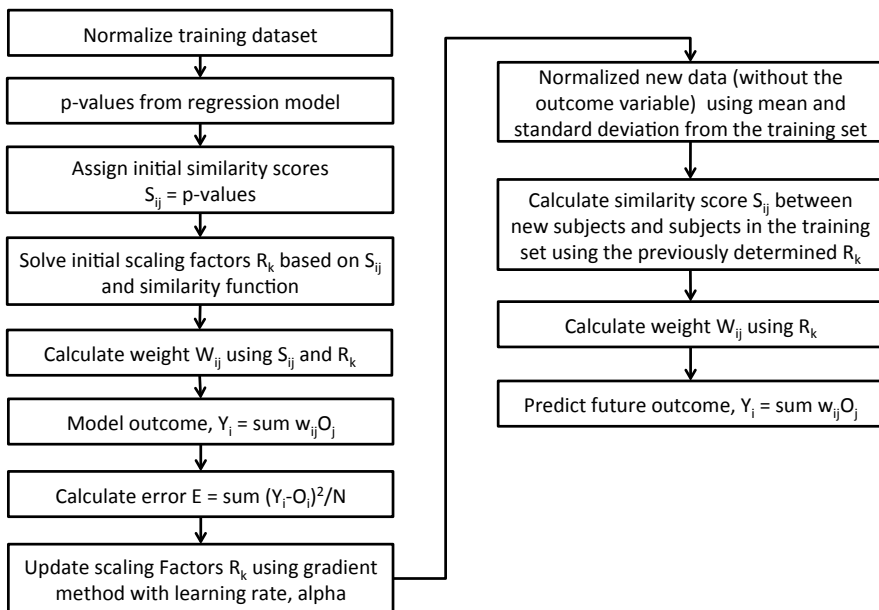 Normalize training dataset
p-values from regression model
Assign initial similarity scores
S_ij = p-values
Solve initial scaling factors R_k based on S_ij
and similarity function
Calculate weight W_ij using S_ij and R_k
Model outcome, Y_i = sum w_ijO_j
Calculate error E = sum (Y_i-O_i)²/N
Update scaling Factors R_k using gradient
method with learning rate, alpha
Normalized new data (without the
outcome variable) using mean and
standard deviation from the training set
Calculate similarity score S_ij between
new subjects and subjects in the training
set using the previously determined R_k
Calculate weight W_ij using R_k
Predict future outcome, Y_i = sum w_ijO_j